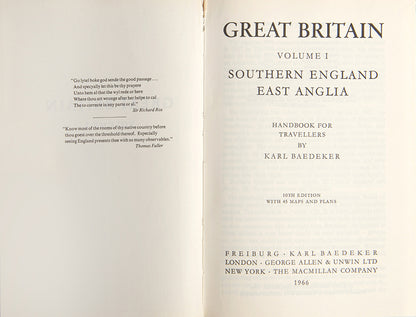 "Go lytel boke god sende the good passage ...
And specyally let this be thy prayere
Unto hem al that the wyl rede or here
Where thou art wronge after her helpe to cal
The to correcte in any parte or al."
Sir Richard Ros
"Know most of the rooms of thy native country before
thou goest over the threshold thereof. Especially
seeing England presents thee with so many observables."
Thomas Fuller
GREAT BRITAIN
VOLUME I
SOUTHERN ENGLAND
EAST ANGLIA
HANDBOOK FOR
TRAVELLERS
BY
KARL BAEDEKER
10TH EDITION
WITH 45 MAPS AND PLANS
FREIBURG · KARL BAEDEKER
LONDON · GEORGE ALLEN & UNWIN LTD
NEW YORK · THE MACMILLAN COMPANY
1966